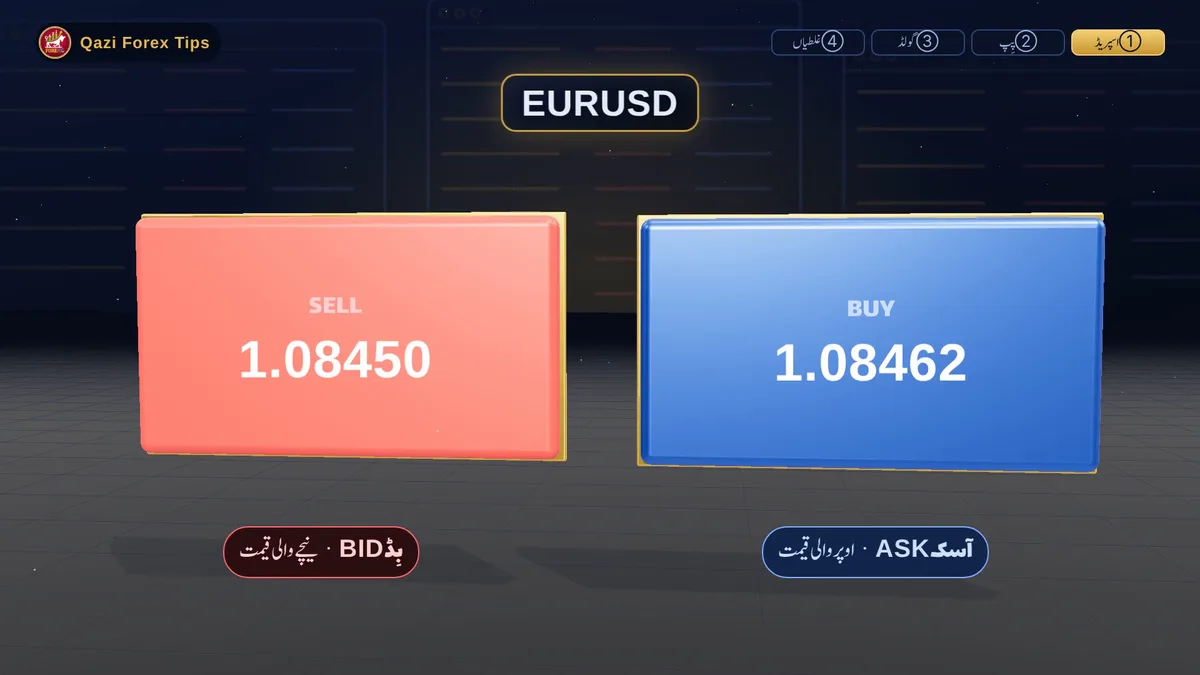 Qazi Forex Tips
① اسپریڈ
② پِپ
③ گولڈ
④ غلطیاں
EURUSD
SELL
1.08450
BUY
1.08462
بِڈ BID · نیچے والی قیمت
آسک ASK · اوپر والی قیمت